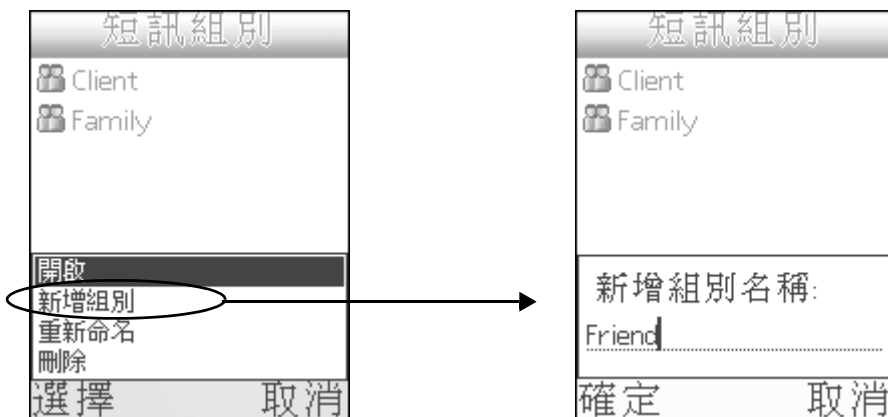 短訊組別
Client
Family
開啟
新增組別
重新命名
刪除
選擇 取消
短訊組別
Client
Family
新增組別名稱:
Friend
確定 取消